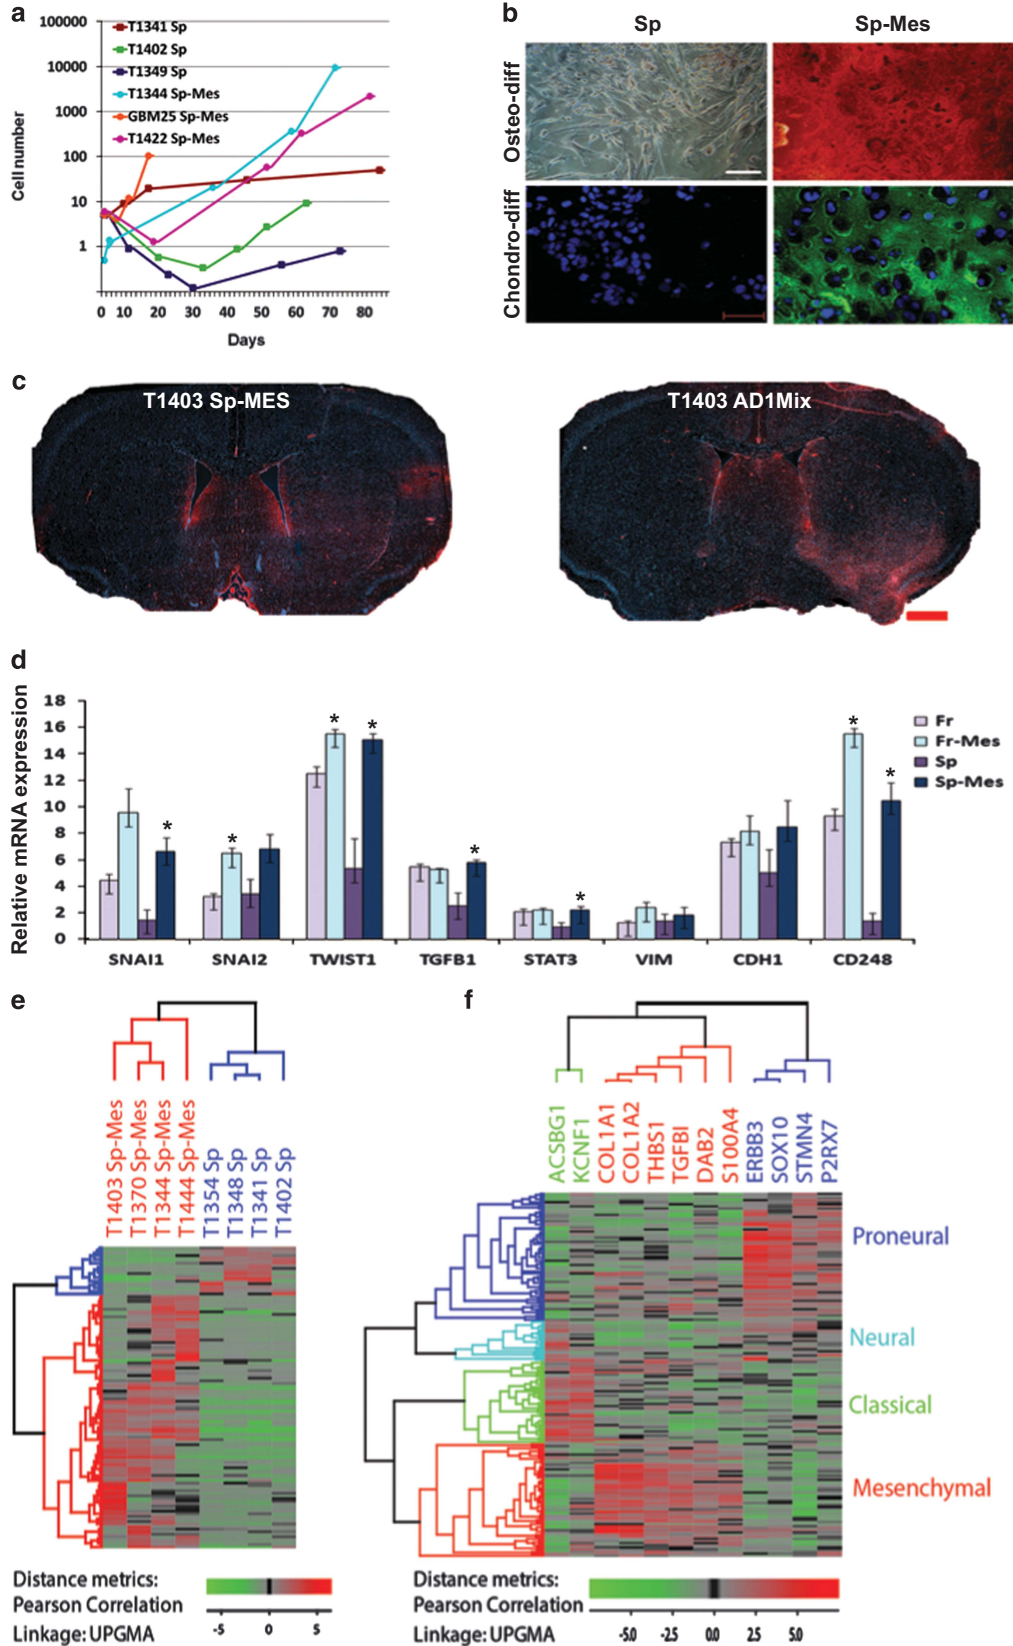 a
100000
10000
1000
100
10
1
Cell number
T1341 Sp
T1402 Sp
T1349 Sp
T1344 Sp-Mes
GBM25 Sp-Mes
T1422 Sp-Mes
0 10 20 30 40 50 60 70 80
Days
b
Sp
Sp-Mes
Osteo-diff
Chondro-diff
c
T1403 Sp-MES
T1403 AD1Mix
d
Relative mRNA expression
18
16
14
12
10
8
6
4
2
0
* * * * * * * *
Fr
Fr-Mes
Sp
Sp-Mes
SNAI1 SNAI2 TWIST1 TGFB1 STAT3 VIM CDH1 CD248
e
T1403 Sp-Mes
T1370 Sp-Mes
T1344 Sp-Mes
T1444 Sp-Mes
T1354 Sp
T1348 Sp
T1341 Sp
T1402 Sp
Distance metrics:
Pearson Correlation
Linkage: UPGMA
-5 0 5
f
ACSBG1
KCNF1
COL1A1
COL1A2
THBS1
TGFBI
DAB2
S100A4
ERBB3
SOX10
STMN4
P2RX7
Proneural
Neural
Classical
Mesenchymal
Distance metrics:
Pearson Correlation
Linkage: UPGMA
-5.0 -2.5 0.0 2.5 5.0